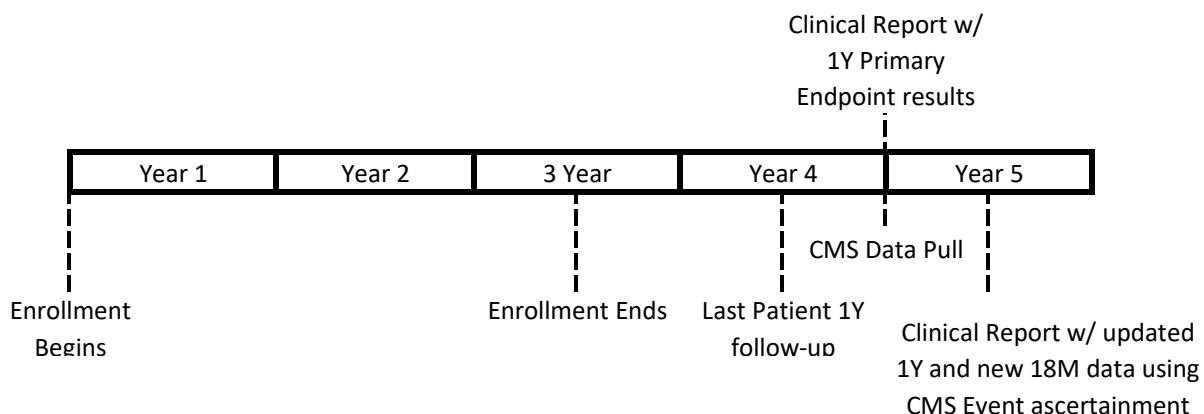 Clinical Report w/
1Y Primary
Endpoint results
Year 1
Year 2
3 Year
Year 4
Year 5
CMS Data Pull
Enrollment
Begins
Enrollment Ends
Last Patient 1Y
follow-up
Clinical Report w/ updated
1Y and new 18M data using
CMS Event ascertainment